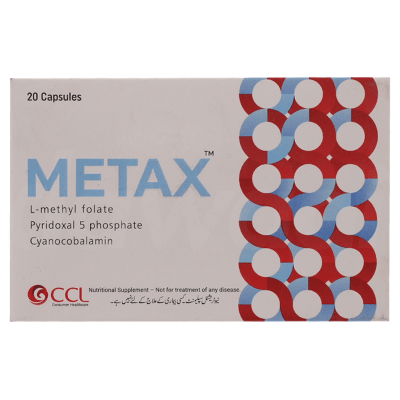 20 Capsules
METAX™
L-methyl folate
Pyridoxal 5 phosphate
Cyanocobalamin
CCL
Consumer Healthcare
Nutritional Supplement – Not for treatment of any disease.
نیوٹریشنل سپلیمنٹ۔ کسی بیماری کے علاج کے لئے نہیں ہے۔